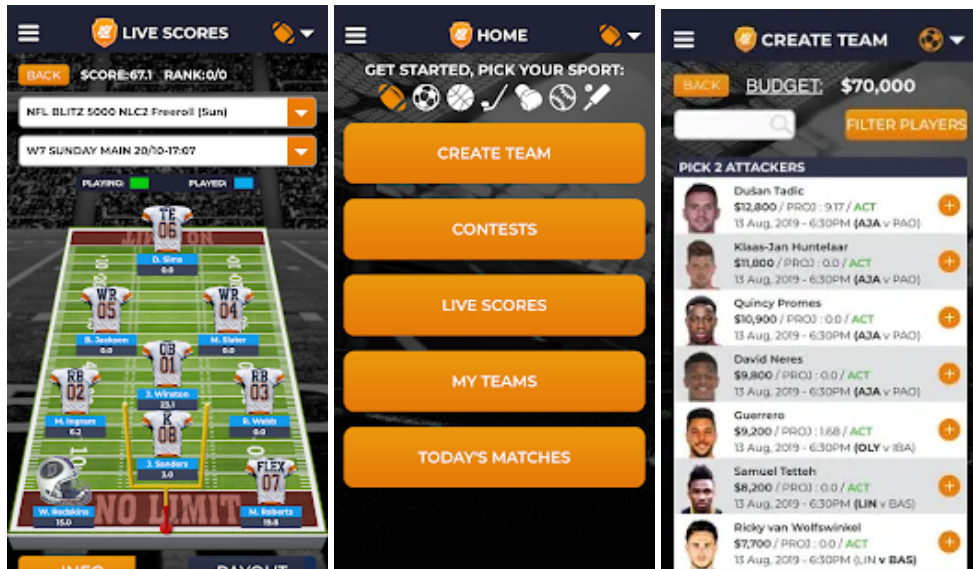 LIVE SCORES
BACK SCORE:67.1 RANK:0/0
NFL BLITZ 5000 NLC2 Freeroll (Sun)
W7 SUNDAY MAIN 20/10-17:07
PLAYING: PLAYED:
TE
06
D. Sims
0.0
WR
05
WR
04
B. Jackson
0.0
M. Slater
0.0
QB
01
RB
02
RB
03
J. Winston
23.1
M. Ingram
6.2
R. Webb
0.0
K
08
J. Sanders
3.0
FLEX
07
W. Redskins
15.0
NO LIMIT
M. Roberts
19.8
INFO
PAYOUT
HOME
GET STARTED, PICK YOUR SPORT:
CREATE TEAM
CONTESTS
LIVE SCORES
MY TEAMS
TODAY'S MATCHES
CREATE TEAM
BACK BUDGET: $70,000
FILTER PLAYERS
PICK 2 ATTACKERS
Dušan Tadic
$12,800 / PROJ : 9.17 / ACT
13 Aug, 2019 - 6:30PM (AJA v PAO)
Klaas-Jan Huntelaar
$11,800 / PROJ : 0.0 / ACT
13 Aug, 2019 - 6:30PM (AJA v PAO)
Quincy Promes
$10,900 / PROJ : 0.0 / ACT
13 Aug, 2019 - 6:30PM (AJA v PAO)
David Neres
$9,800 / PROJ : 0.0 / ACT
13 Aug, 2019 - 6:30PM (AJA v PAO)
Guerrero
$9,200 / PROJ : 1.68 / ACT
13 Aug, 2019 - 6:30PM (OLY v IBA)
Samuel Tetteh
$8,200 / PROJ : 0.0 / ACT
13 Aug, 2019 - 6:30PM (LIN v BAS)
Ricky van Wolfswinkel
$7,700 / PROJ : 0.0 / ACT
13 Aug, 2019 - 6:30PM (LIN v BAS)